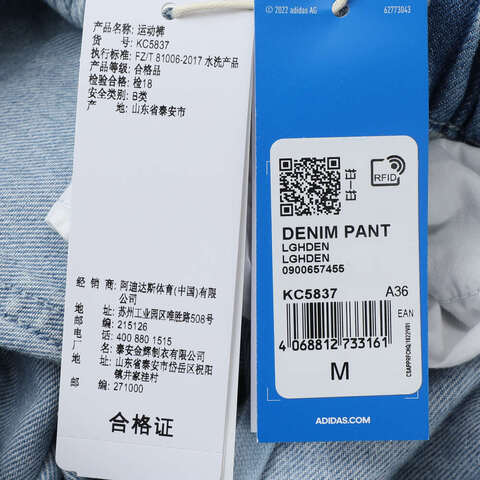 产品名称: 运动裤
货 号: KC5837
执行标准: FZ/T 81006-2017 水洗产品
产品等级: 合格品
检验合格: 检18
安全类别: B类
产 地: 山东省泰安市
经 销 商: 阿迪达斯体育(中国)有限
公司
地 址: 苏州工业园区唯胜路508号
邮 编: 215126
电 话: 400 880 1515
厂 名: 泰安金辉制衣有限公司
厂 址: 山东省泰安市岱岳区祝阳
镇井家洼村
邮 编: 271000
合格证
© 2022 adidas AG 62773043
RFID
DENIM PANT
LGHDEN
LGHDEN
0900657455
KC5837 A36
EAN
4 068812 733161
M
ADIDAS.COM